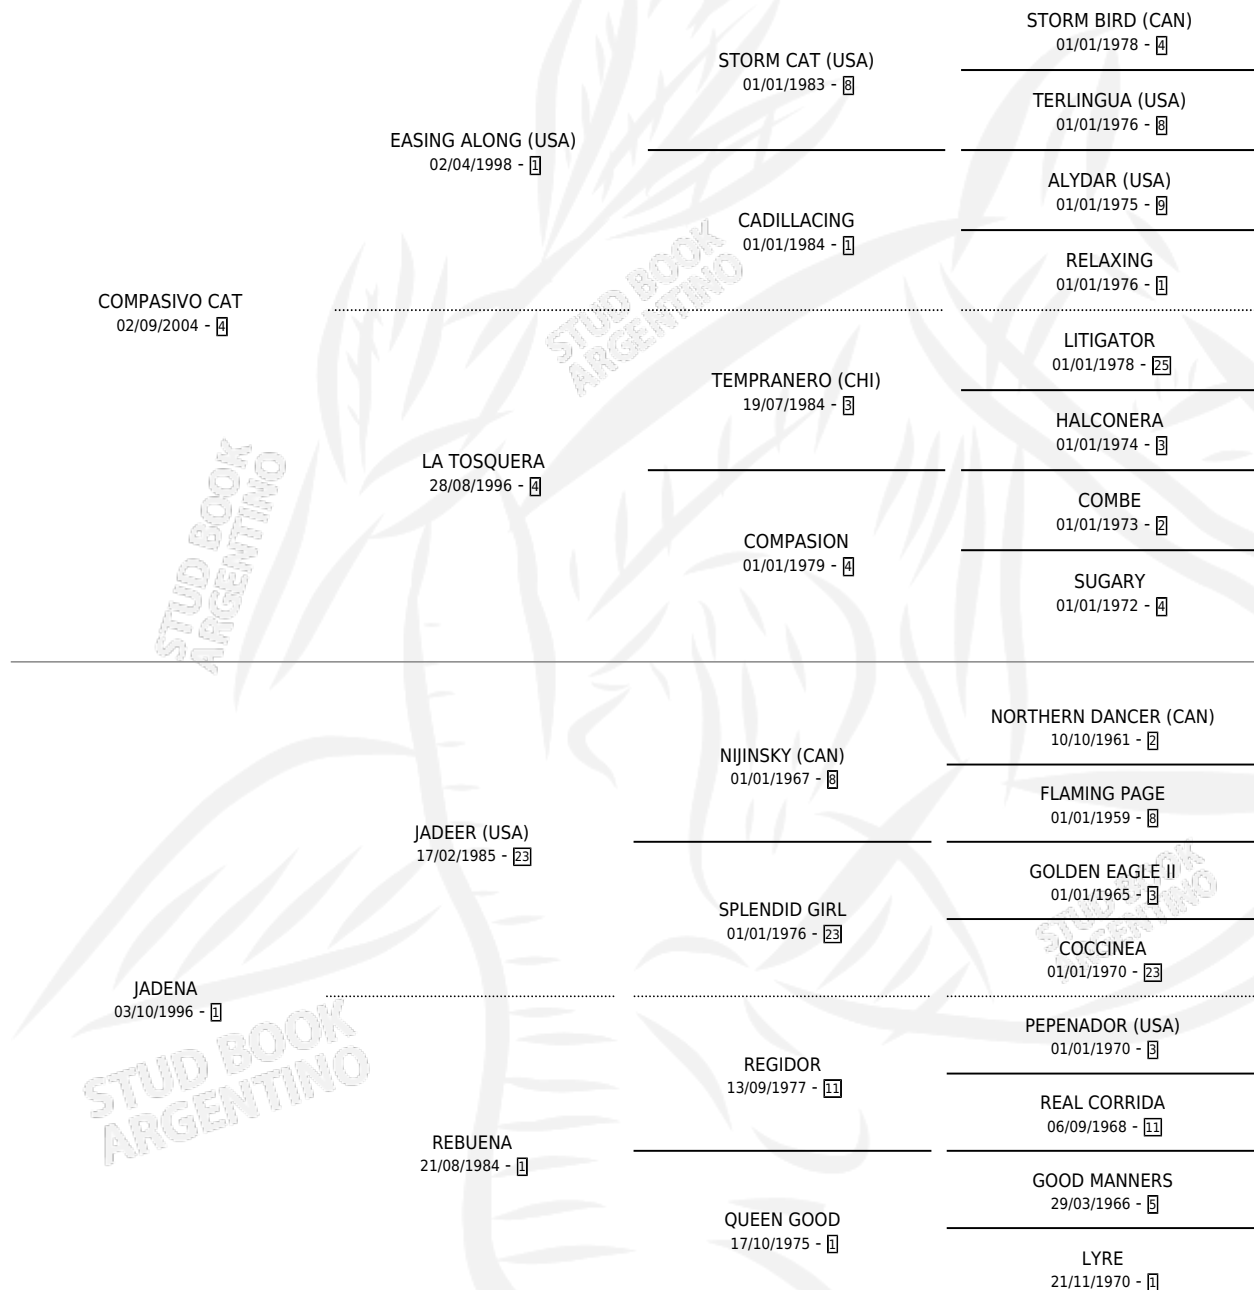 STORM BIRD (CAN)
01/01/1978 - 4
STORM CAT (USA)
01/01/1983 - 8
TERLINGUA (USA)
01/01/1976 - 8
EASING ALONG (USA)
02/04/1998 - 1
ALYDAR (USA)
01/01/1975 - 9
CADILLACING
01/01/1984 - 1
RELAXING
01/01/1976 - 1
COMPASIVO CAT
02/09/2004 - 4
LITIGATOR
01/01/1978 - 25
TEMPRANERO (CHI)
19/07/1984 - 3
HALCONERA
01/01/1974 - 3
LA TOSQUERA
28/08/1996 - 4
COMBE
01/01/1973 - 2
COMPASION
01/01/1979 - 4
SUGARY
01/01/1972 - 4
NORTHERN DANCER (CAN)
10/10/1961 - 2
NIJINSKY (CAN)
01/01/1967 - 8
FLAMING PAGE
01/01/1959 - 8
JADEER (USA)
17/02/1985 - 23
GOLDEN EAGLE II
01/01/1965 - 3
SPLENDID GIRL
01/01/1976 - 23
COCCINEA
01/01/1970 - 23
JADENA
03/10/1996 - 1
PEPENADOR (USA)
01/01/1970 - 3
REGIDOR
13/09/1977 - 11
REAL CORRIDA
06/09/1968 - 11
REBUENA
21/08/1984 - 1
GOOD MANNERS
29/03/1966 - 5
QUEEN GOOD
17/10/1975 - 1
LYRE
21/11/1970 - 1
STUD BOOK
ARGENTINO
STUD BOOK
ARGENTINO
STUD BOOK
ARGENTINO
STUD BOOK
ARGENTINO